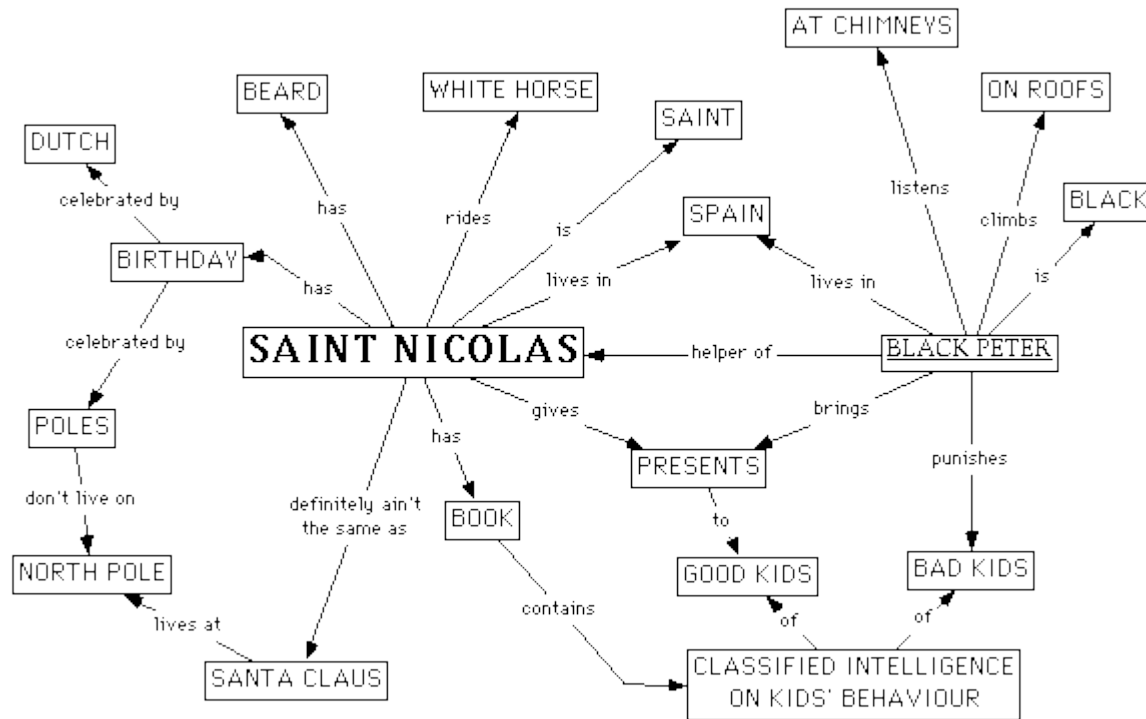 AT CHIMNEYS
BEARD
WHITE HORSE
ON ROOFS
SAINT
DUTCH
celebrated by
has
rides
is
listens
climbs
BLACK
SPAIN
BIRTHDAY
has
lives in
lives in
is
celebrated by
SAINT NICOLAS
helper of
BLACK PETER
POLES
gives
brings
has
PRESENTS
punishes
don't live on
definitely ain't
the same as
BOOK
to
NORTH POLE
GOOD KIDS
BAD KIDS
contains
lives at
of
of
SANTA CLAUS
CLASSIFIED INTELLIGENCE
ON KIDS' BEHAVIOUR